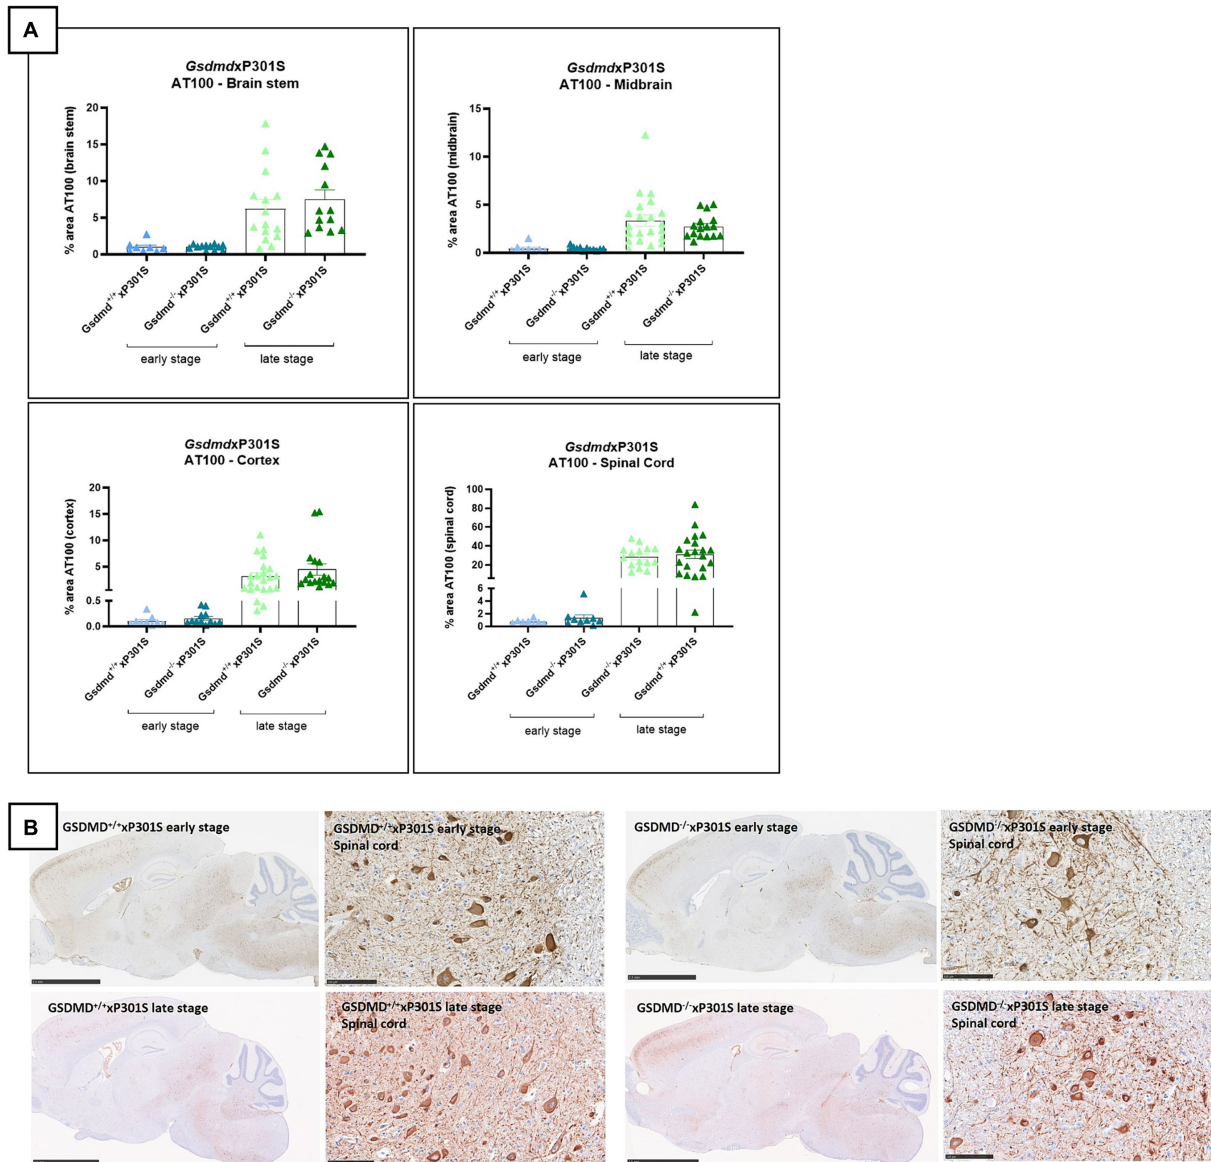 A
GsdmdxP301S
AT100 - Brain stem
% area AT100 (brain stem)
20
15
10
5
0
Gsdmd+/+xP301S
Gsdmd-/-xP301S
Gsdmd+/+xP301S
Gsdmd-/-xP301S
early stage
late stage
GsdmdxP301S
AT100 - Midbrain
% area AT100 (midbrain)
15
10
5
0
Gsdmd+/+xP301S
Gsdmd-/-xP301S
Gsdmd+/+xP301S
Gsdmd-/-xP301S
early stage
late stage
GsdmdxP301S
AT100 - Cortex
% area AT100 (cortex)
20
15
10
5
0.5
0.0
Gsdmd+/+xP301S
Gsdmd-/-xP301S
Gsdmd+/+xP301S
Gsdmd-/-xP301S
early stage
late stage
GsdmdxP301S
AT100 - Spinal Cord
% area AT100 (spinal cord)
100
80
60
40
20
6
4
2
0
Gsdmd+/+xP301S
Gsdmd-/-xP301S
Gsdmd-/-xP301S
Gsdmd+/+xP301S
early stage
late stage
B
GSDMD+/+xP301S early stage
GSDMD+/+xP301S early stage
Spinal cord
GSDMD-/-xP301S early stage
GSDMD-/-xP301S early stage
Spinal cord
GSDMD+/+xP301S late stage
GSDMD+/+xP301S late stage
Spinal cord
GSDMD-/-xP301S late stage
GSDMD-/-xP301S late stage
Spinal cord